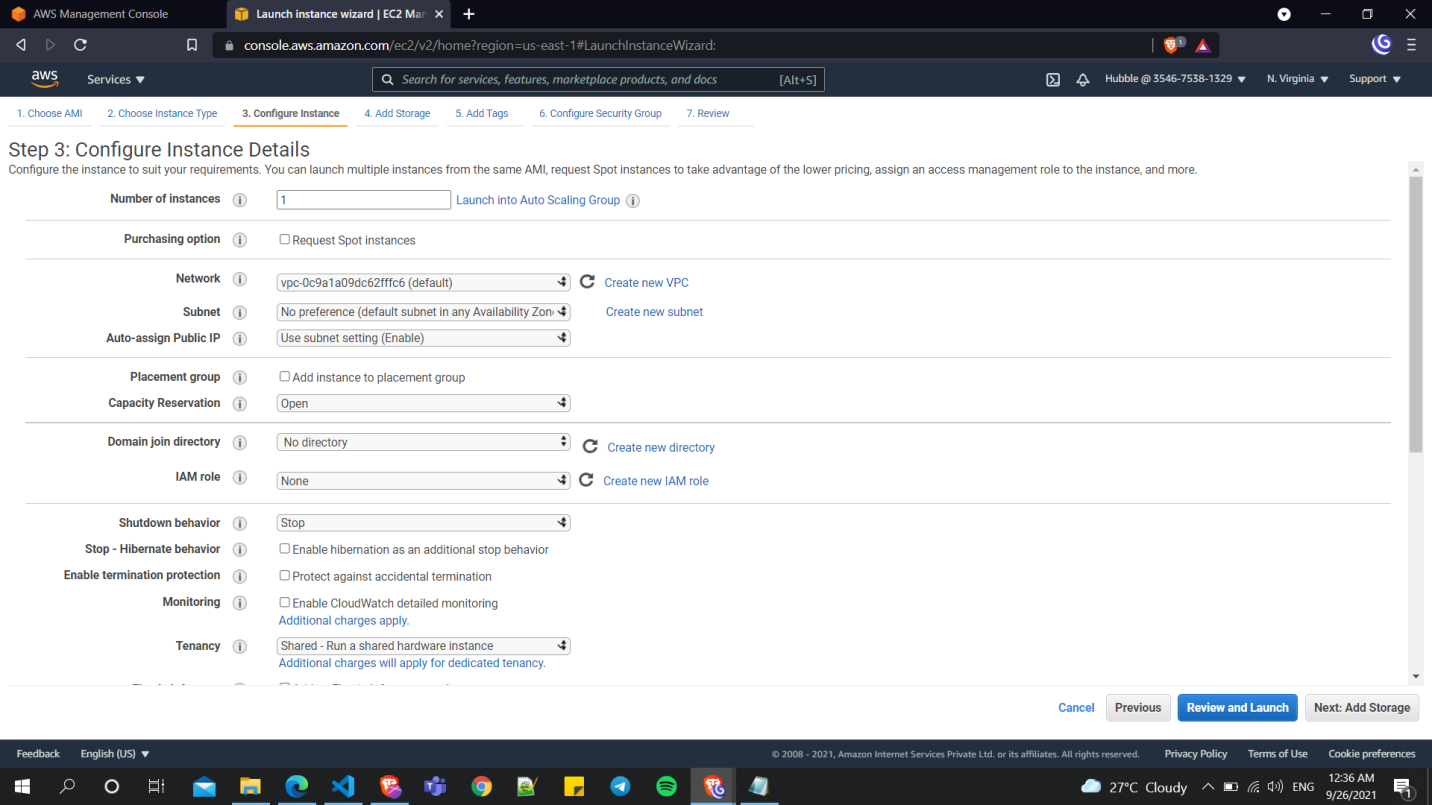 AWS Management Console
Launch instance wizard | EC2 Man
console.aws.amazon.com/ec2/v2/home?region=us-east-1#LaunchInstanceWizard:
1
aws
Services
Search for services, features, marketplace products, and docs
[Alt+S]
Hubble @ 3546-7538-1329
N. Virginia
Support
1. Choose AMI
2. Choose Instance Type
3. Configure Instance
4. Add Storage
5. Add Tags
6. Configure Security Group
7. Review
Step 3: Configure Instance Details
Configure the instance to suit your requirements. You can launch multiple instances from the same AMI, request Spot instances to take advantage of the lower pricing, assign an access management role to the instance, and more.
Number of instances
1
Launch into Auto Scaling Group
Purchasing option
Request Spot instances
Network
vpc-0c9a1a09dc62fffc6 (default)
Create new VPC
Subnet
No preference (default subnet in any Availability Zon
Create new subnet
Auto-assign Public IP
Use subnet setting (Enable)
Placement group
Add instance to placement group
Capacity Reservation
Open
Domain join directory
No directory
Create new directory
IAM role
None
Create new IAM role
Shutdown behavior
Stop
Stop - Hibernate behavior
Enable hibernation as an additional stop behavior
Enable termination protection
Protect against accidental termination
Monitoring
Enable CloudWatch detailed monitoring
Additional charges apply.
Tenancy
Shared - Run a shared hardware instance
Additional charges will apply for dedicated tenancy.
Cancel
Previous
Review and Launch
Next: Add Storage
Feedback
English (US)
© 2008 - 2021, Amazon Internet Services Private Ltd. or its affiliates. All rights reserved.
Privacy Policy
Terms of Use
Cookie preferences
27°C Cloudy
ENG
12:36 AM
9/26/2021
1